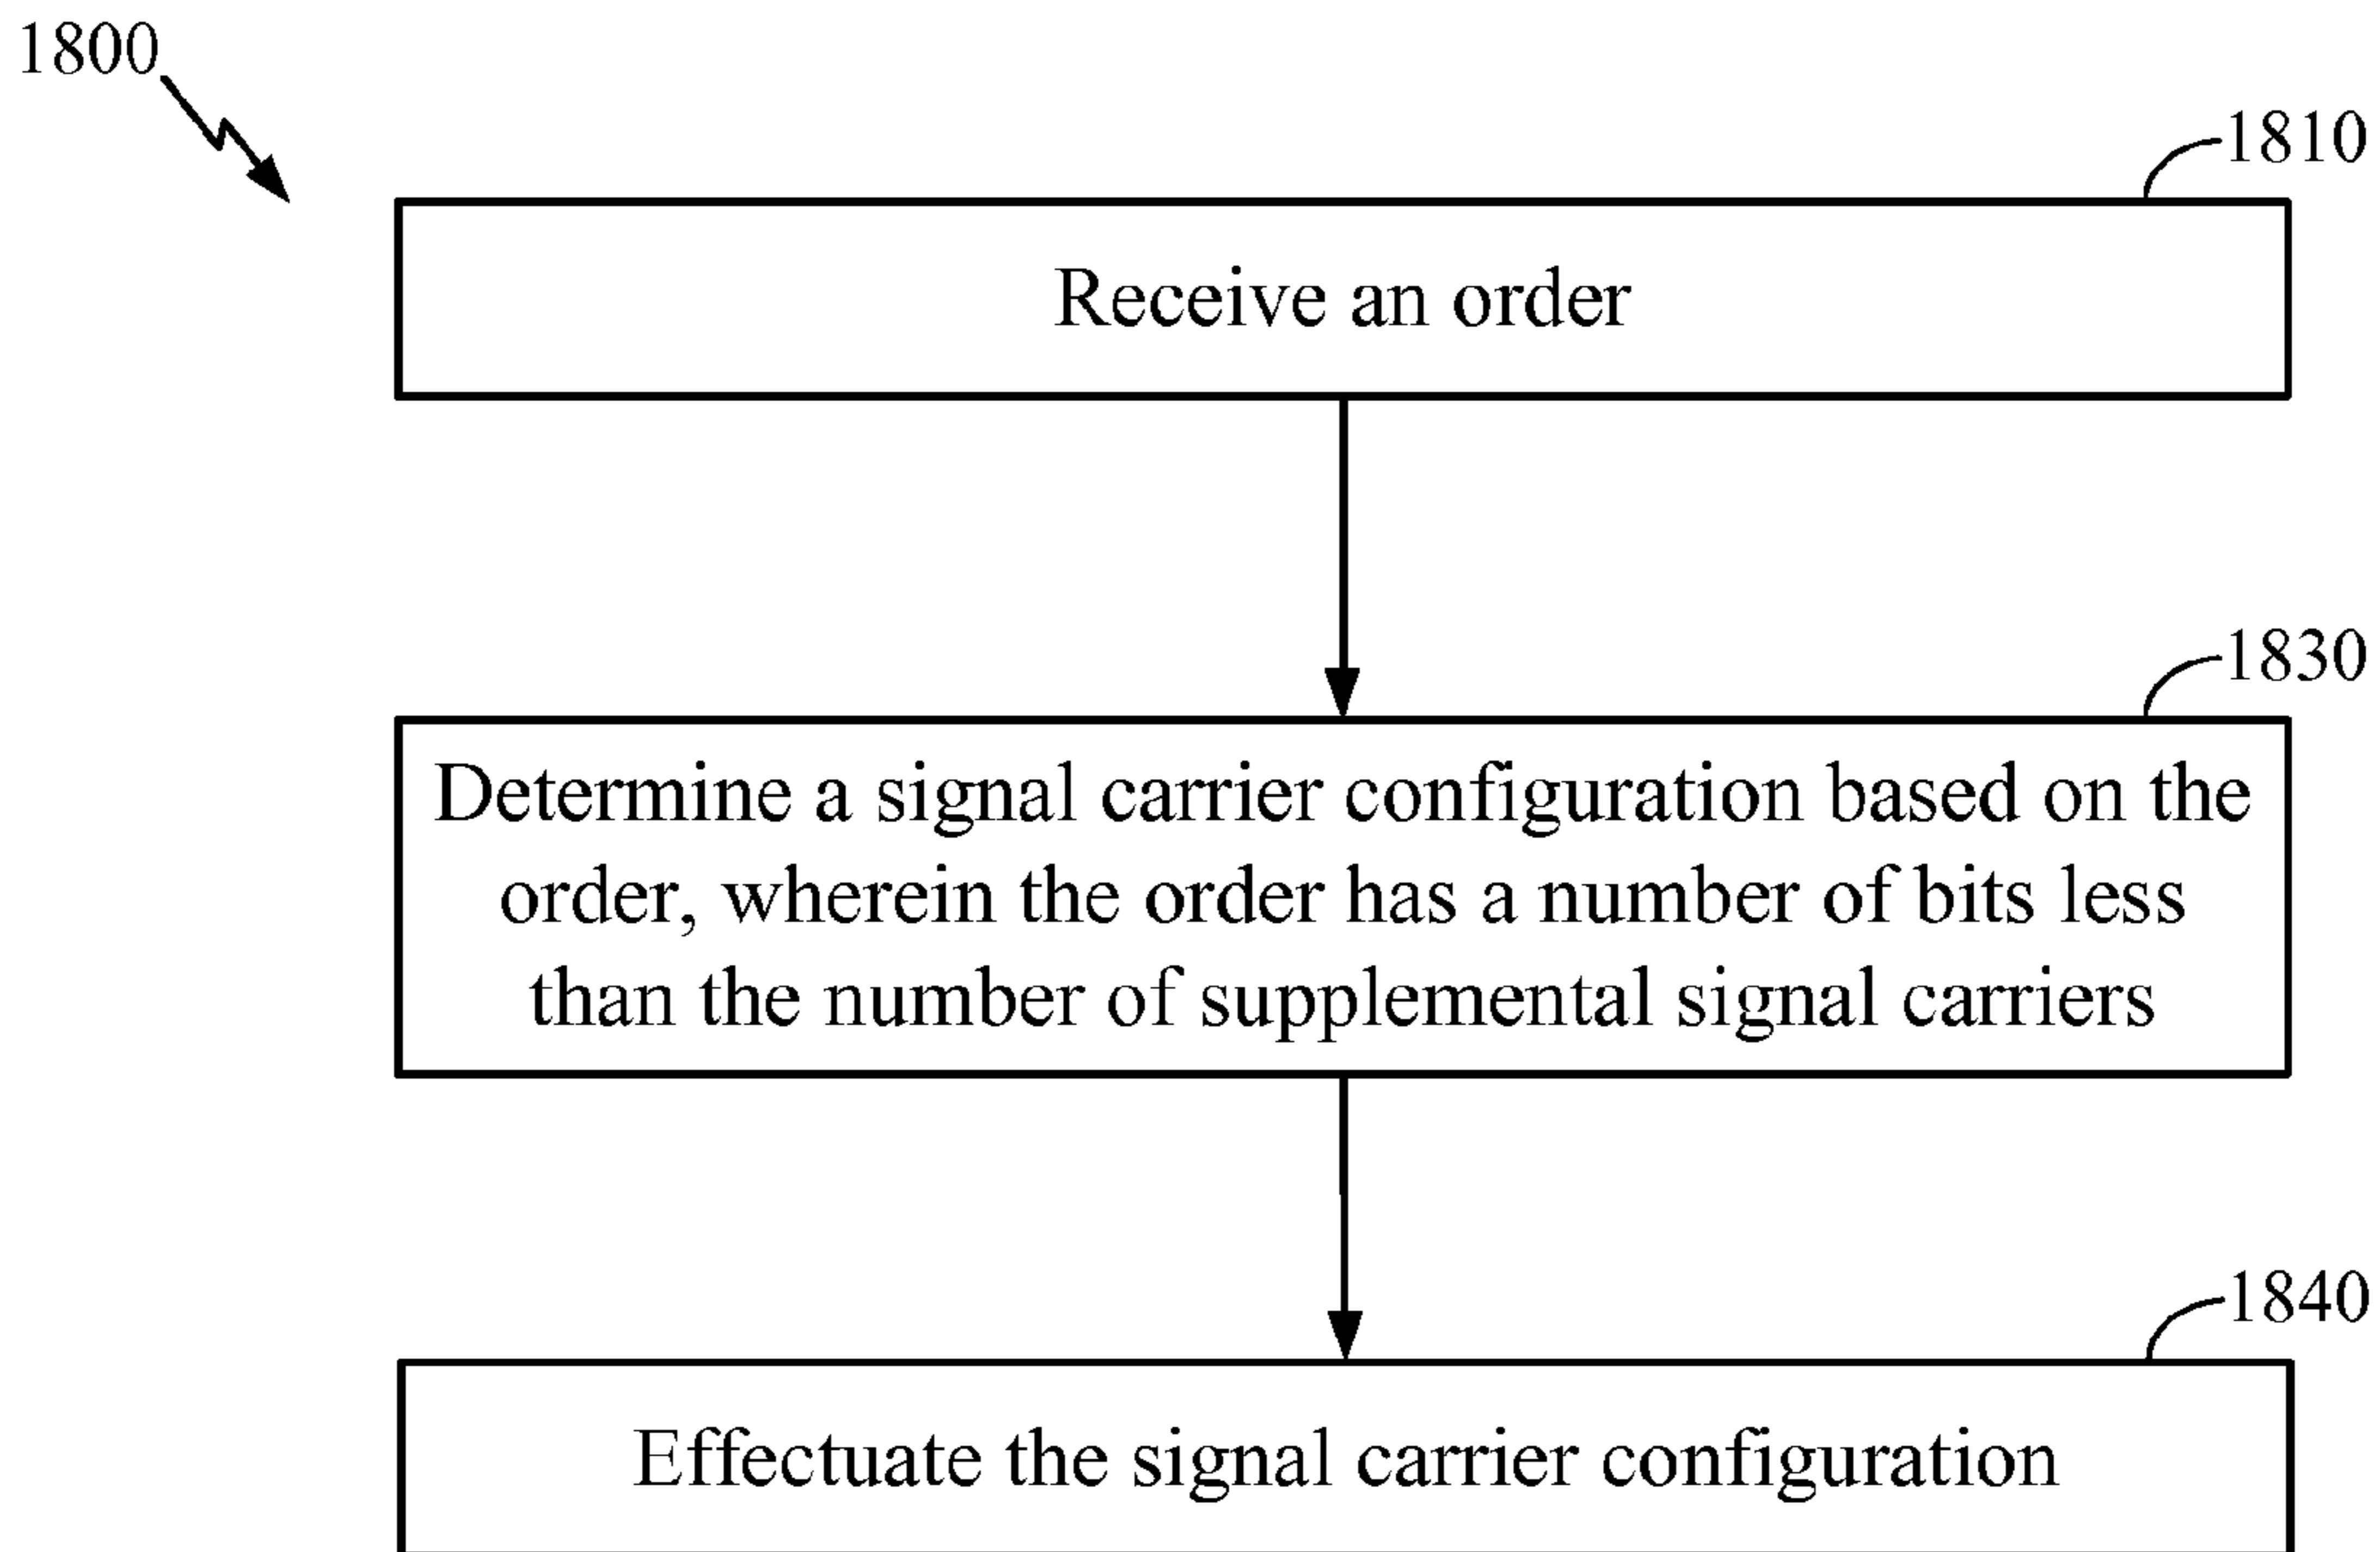 1800
1810
Receive an order
1830
Determine a signal carrier configuration based on the
order, wherein the order has a number of bits less
than the number of supplemental signal carriers
1840
Effectuate the signal carrier configuration